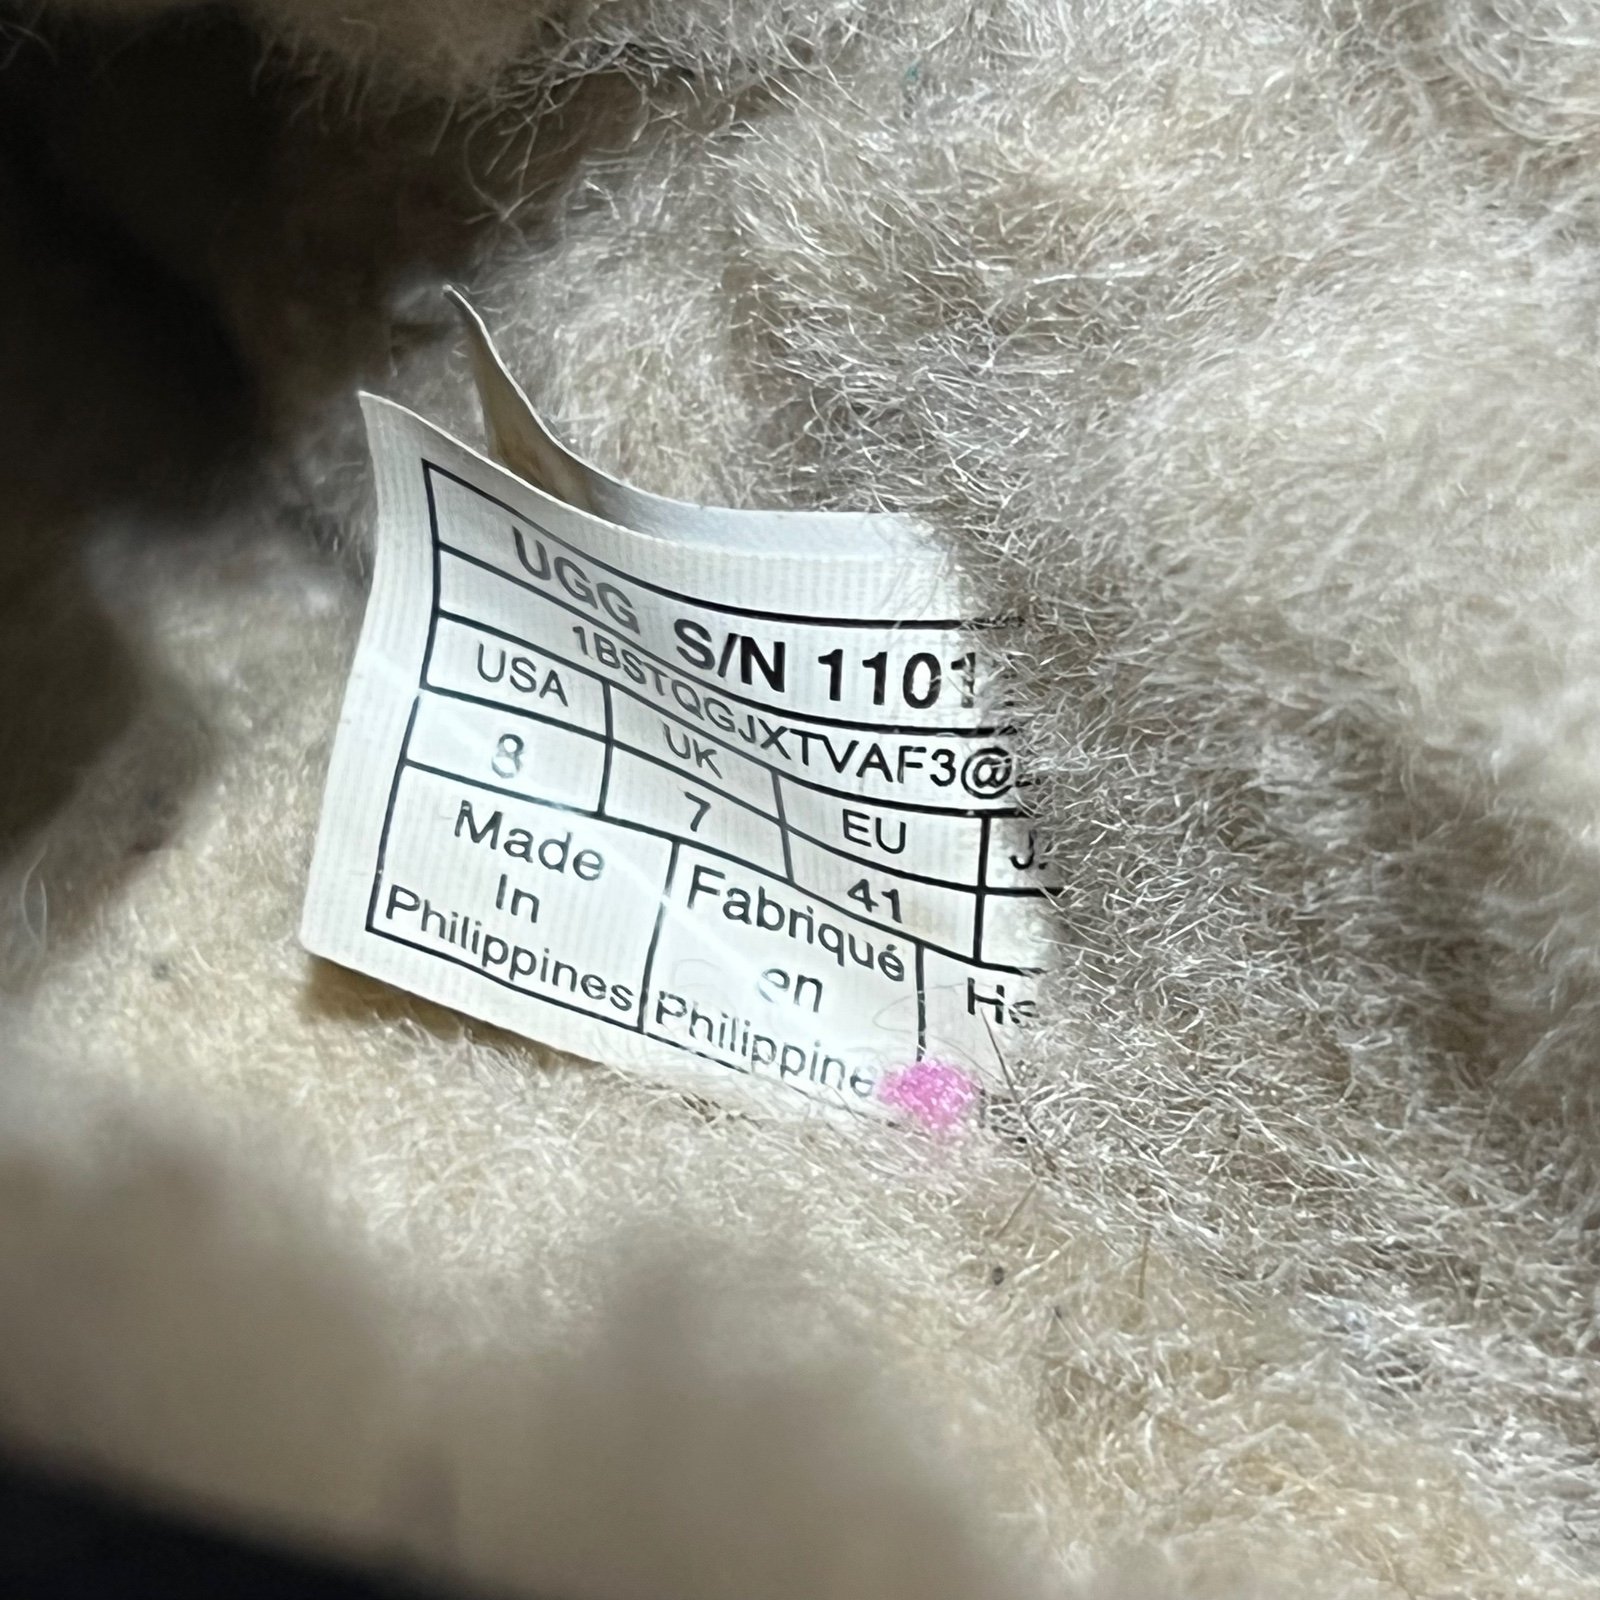 UGG S/N 1101
1BSTQGJXTVAF3@
USA UK EU
8 7 41
Made
In
Philippines
Fabriqué
en
Philippine